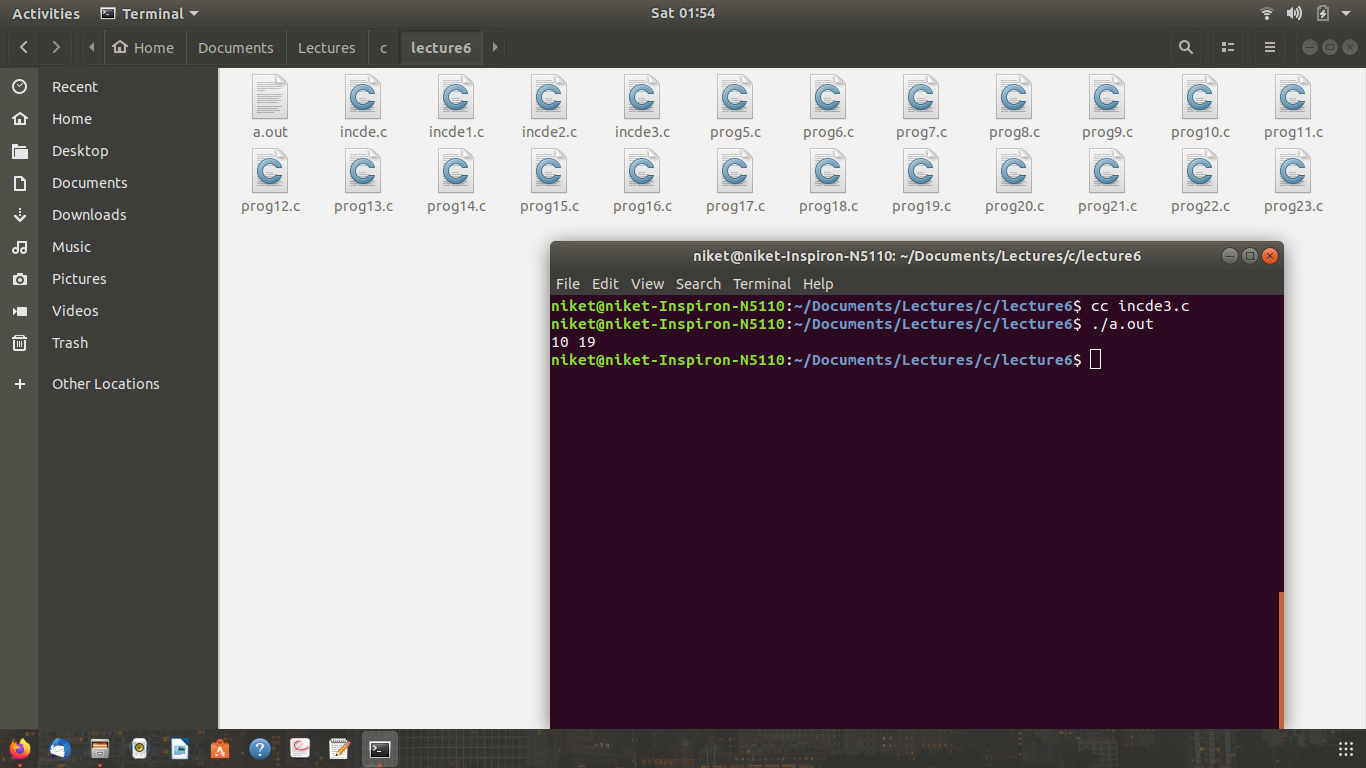 Activities Terminal Sat 01:54
Home Documents Lectures c lecture6
Recent
Home
Desktop
Documents
Downloads
Music
Pictures
Videos
Trash
Other Locations
a.out incde.c incde1.c incde2.c incde3.c prog5.c prog6.c prog7.c prog8.c prog9.c prog10.c prog11.c
prog12.c prog13.c prog14.c prog15.c prog16.c prog17.c prog18.c prog19.c prog20.c prog21.c prog22.c prog23.c
niket@niket-Inspiron-N5110: ~/Documents/Lectures/c/lecture6
File Edit View Search Terminal Help
niket@niket-Inspiron-N5110:~/Documents/Lectures/c/lecture6$ cc incde3.c
niket@niket-Inspiron-N5110:~/Documents/Lectures/c/lecture6$ ./a.out
10 19
niket@niket-Inspiron-N5110:~/Documents/Lectures/c/lecture6$